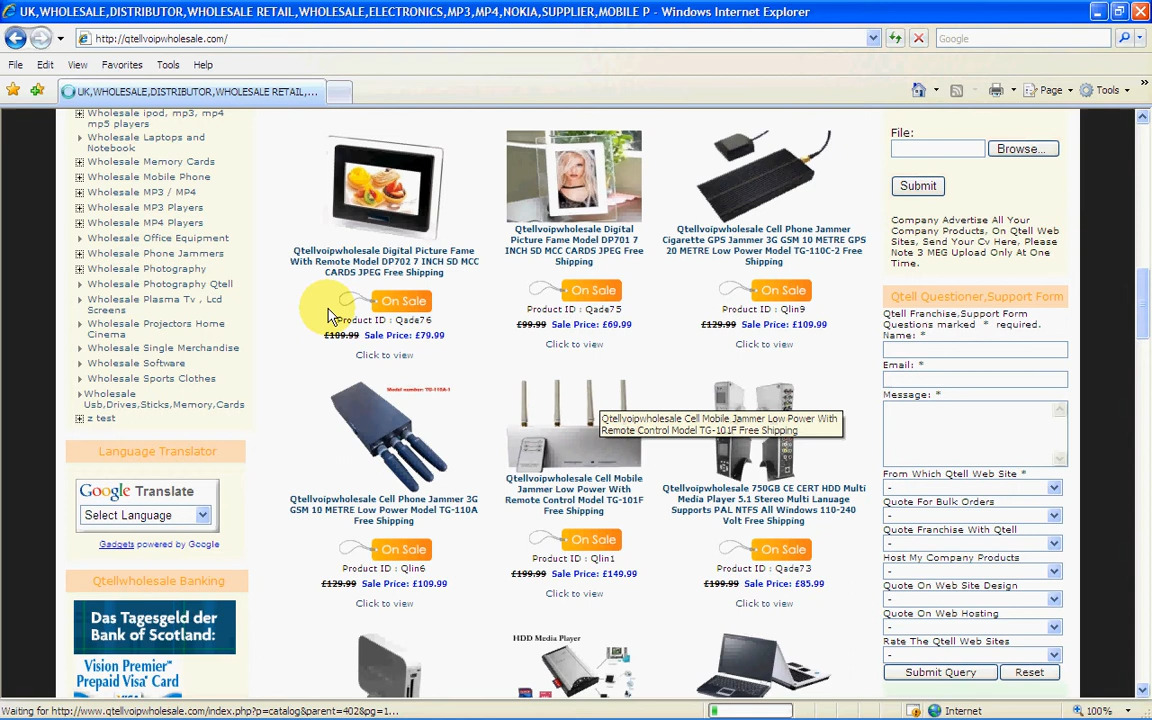 UK,WHOLESALE,DISTRIBUTOR,WHOLESALE RETAIL,WHOLESALE,ELECTRONICS,MP3,MP4,NOKIA,SUPPLIER,MOBILE P - Windows Internet Explorer
http://qtellvoipwholesale.com/
Google
File Edit View Favorites Tools Help
UK,WHOLESALE,DISTRIBUTOR,WHOLESALE RETAIL,...
Page Tools
Wholesale ipod, mp3, mp4
mp5 players
Wholesale Laptops and
Notebook
Wholesale Memory Cards
Wholesale Mobile Phone
Wholesale MP3 / MP4
Wholesale MP3 Players
Wholesale MP4 Players
Wholesale Office Equipment
Wholesale Phone Jammers
Wholesale Photography
Wholesale Photography Qtell
Wholesale Plasma Tv , Lcd
Screens
Wholesale Projectors Home
Cinema
Wholesale Single Merchandise
Wholesale Software
Wholesale Sports Clothes
Wholesale
Usb,Drives,Sticks,Memory,Cards
z test
Language Translator
Google Translate
Select Language
Gadgets powered by Google
Qtellwholesale Banking
Das Tagesgeld der
Bank of Scotland:
Vision Premier™
Prepaid Visa® Card
Qtellvoipwholesale Digital Picture Fame
With Remote Model DP702 7 INCH SD MCC
CARDS JPEG Free Shipping
On Sale
Product ID : Qade76
£109.99 Sale Price: £79.99
Click to view
Qtellvoipwholesale Digital
Picture Fame Model DP701 7
INCH SD MCC CARDS JPEG Free
Shipping
On Sale
Product ID : Qade75
£99.99 Sale Price: £69.99
Click to view
Qtellvoipwholesale Cell Phone Jammer
Cigarette GPS Jammer 3G GSM 10 METRE GPS
20 METRE Low Power Model TG-110C-2 Free
Shipping
On Sale
Product ID : Qlin9
£129.99 Sale Price: £109.99
Click to view
Model number: TG-110A-1
Qtellvoipwholesale Cell Phone Jammer 3G
GSM 10 METRE Low Power Model TG-110A
Free Shipping
On Sale
Product ID : Qlin6
£129.99 Sale Price: £109.99
Click to view
Qtellvoipwholesale Cell Mobile Jammer Low Power With
Remote Control Model TG-101F Free Shipping
Qtellvoipwholesale Cell Mobile
Jammer Low Power With
Remote Control Model TG-101F
Free Shipping
On Sale
Product ID : Qlin1
£199.99 Sale Price: £149.99
Click to view
Qtellvoipwholesale 750GB CE CERT HDD Multi
Media Player 5.1 Stereo Multi Lanuage
Supports PAL NTFS All Windows 110-240
Volt Free Shipping
On Sale
Product ID : Qade73
£199.99 Sale Price: £85.99
Click to view
HDD Media Player
File:
Browse...
Submit
Company Advertise All Your
Company Products, On Qtell Web
Sites, Send Your Cv Here, Please
Note 3 MEG Upload Only At One
Time.
Qtell Questioner,Support Form
Qtell Franchise,Support Form
Questions marked * required.
Name: *
Email: *
Message: *
From Which Qtell Web Site *
-
Quote For Bulk Orders
-
Quote Franchise With Qtell
-
Host My Company Products
-
Quote On Web Site Design
-
Quote On Web Hosting
-
Rate The Qtell Web Sites
-
Submit Query Reset
Waiting for http://www.qtellvoipwholesale.com/index.php?p=catalog&parent=402&pg=1...
Internet
100%